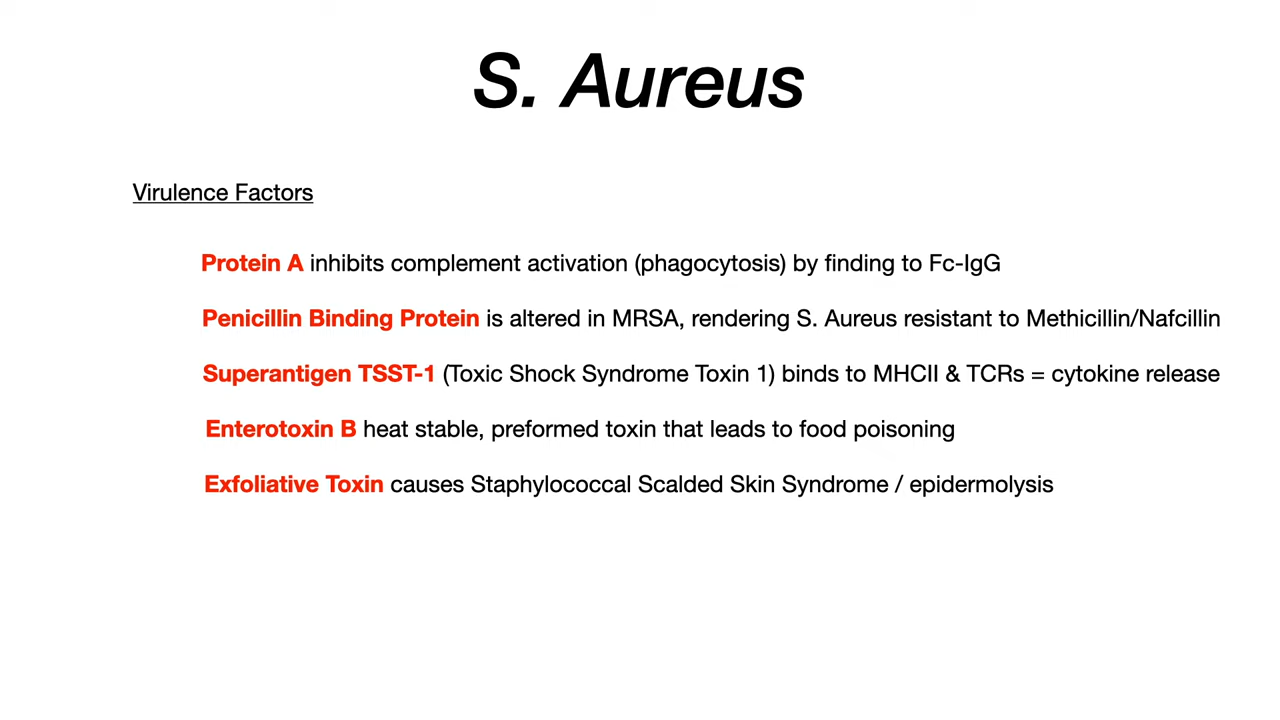 S. Aureus
Virulence Factors
Protein A inhibits complement activation (phagocytosis) by finding to Fc-IgG
Penicillin Binding Protein is altered in MRSA, rendering S. Aureus resistant to Methicillin/Nafcillin
Superantigen TSST-1 (Toxic Shock Syndrome Toxin 1) binds to MHCII & TCRs = cytokine release
Enterotoxin B heat stable, preformed toxin that leads to food poisoning
Exfoliative Toxin causes Staphylococcal Scalded Skin Syndrome / epidermolysis